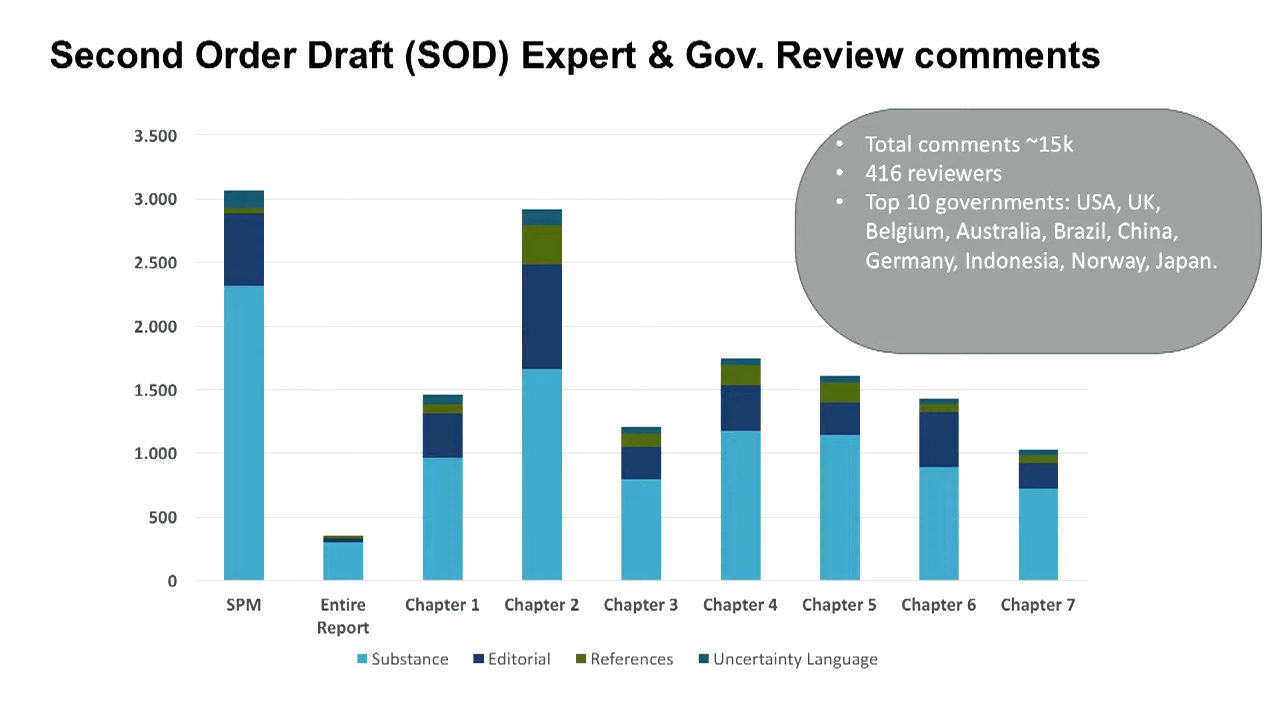 Second Order Draft (SOD) Expert & Gov. Review comments
3.500
3.000
2.500
2.000
1.500
1.000
500
0
• Total comments ~15k
• 416 reviewers
• Top 10 governments: USA, UK,
Belgium, Australia, Brazil, China,
Germany, Indonesia, Norway, Japan.
SPM
Entire
Report
Chapter 1
Chapter 2
Chapter 3
Chapter 4
Chapter 5
Chapter 6
Chapter 7
Substance
Editorial
References
Uncertainty Language